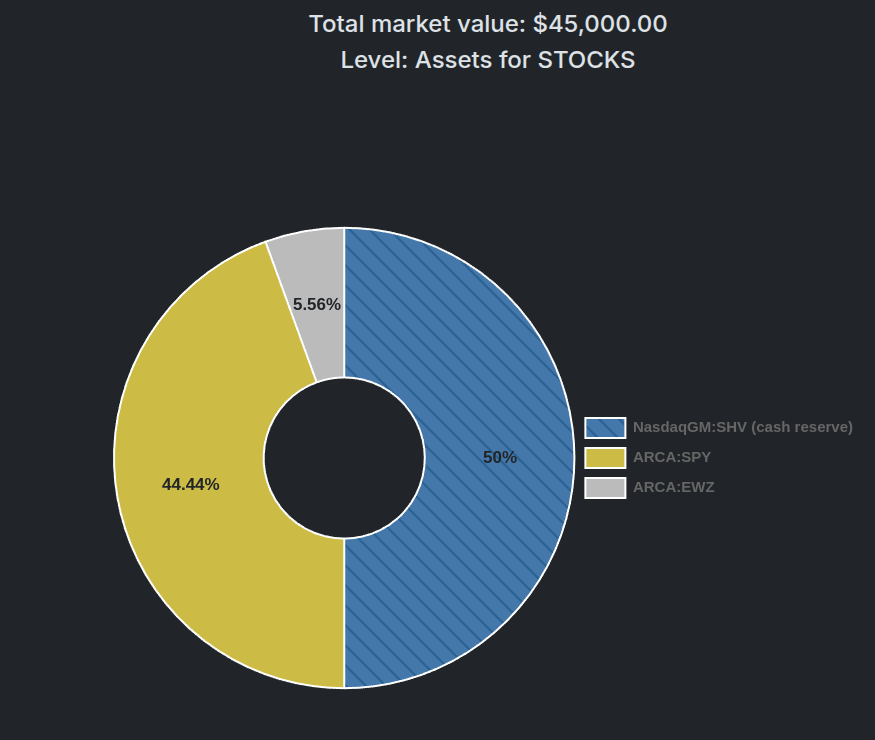 Total market value: $45,000.00
Level: Assets for STOCKS
5.56%
50%
44.44%
NasdaqGM:SHV (cash reserve)
ARCA:SPY
ARCA:EWZ